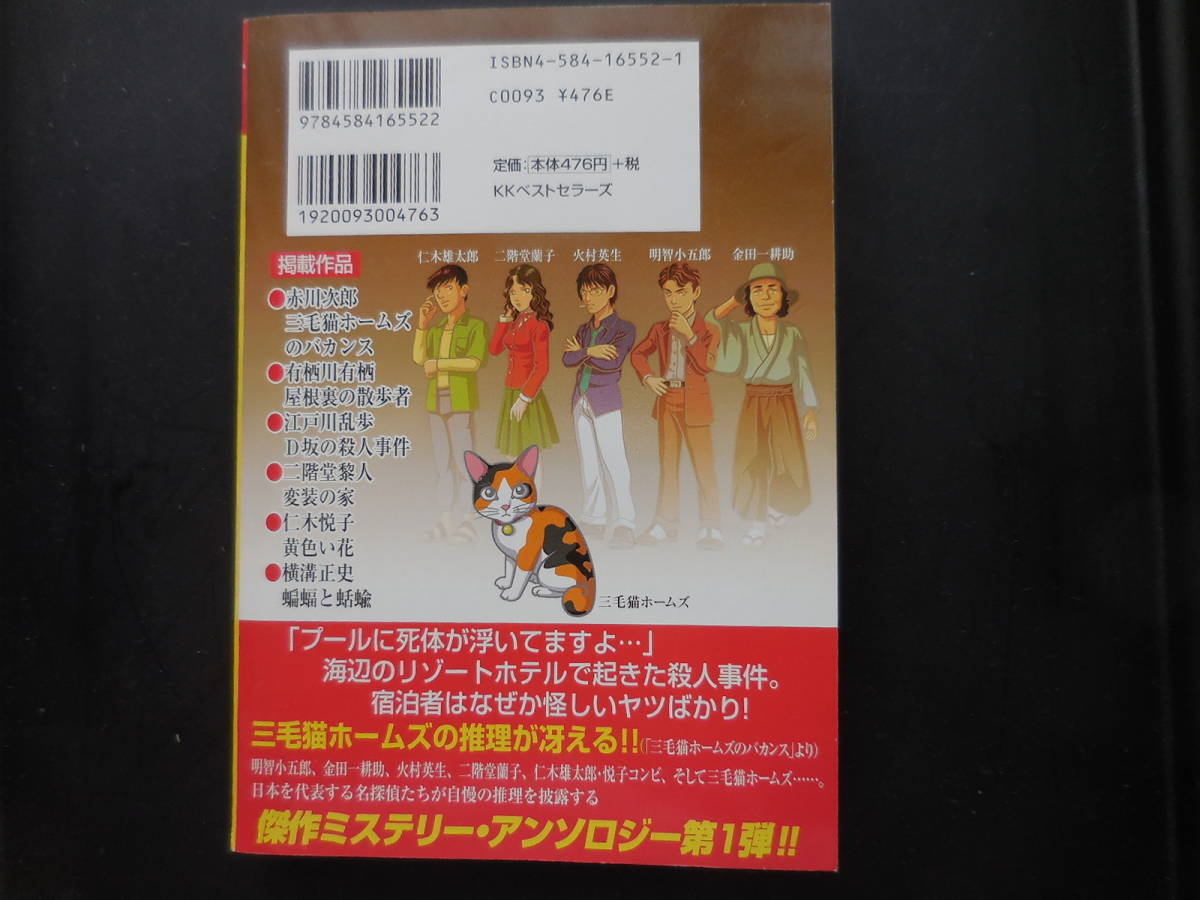 ISBN4-584-16552-1
C0093 ¥476E
9784584165522
定価:本体476円+税
KKベストセラーズ
1920093004763
掲載作品
仁木雄太郎 二階堂蘭子 火村英生 明智小五郎 金田一耕助
●赤川次郎
三毛猫ホームズ
のバカンス
●有栖川有栖
屋根裏の散歩者
●江戸川乱歩
D坂の殺人事件
●二階堂黎人
変装の家
●仁木悦子
黄色い花
●横溝正史
蝙蝠と蛞蝓
三毛猫ホームズ
「プールに死体が浮いてますよ…」
海辺のリゾートホテルで起きた殺人事件。
宿泊者はなぜか怪しいヤツばかり!
三毛猫ホームズの推理が冴える!!(「三毛猫ホームズのバカンス」より)
明智小五郎、金田一耕助、火村英生、二階堂蘭子、仁木雄太郎・悦子コンビ、そして三毛猫ホームズ……。
日本を代表する名探偵たちが自慢の推理を披露する
傑作ミステリー・アンソロジー第1弾!!